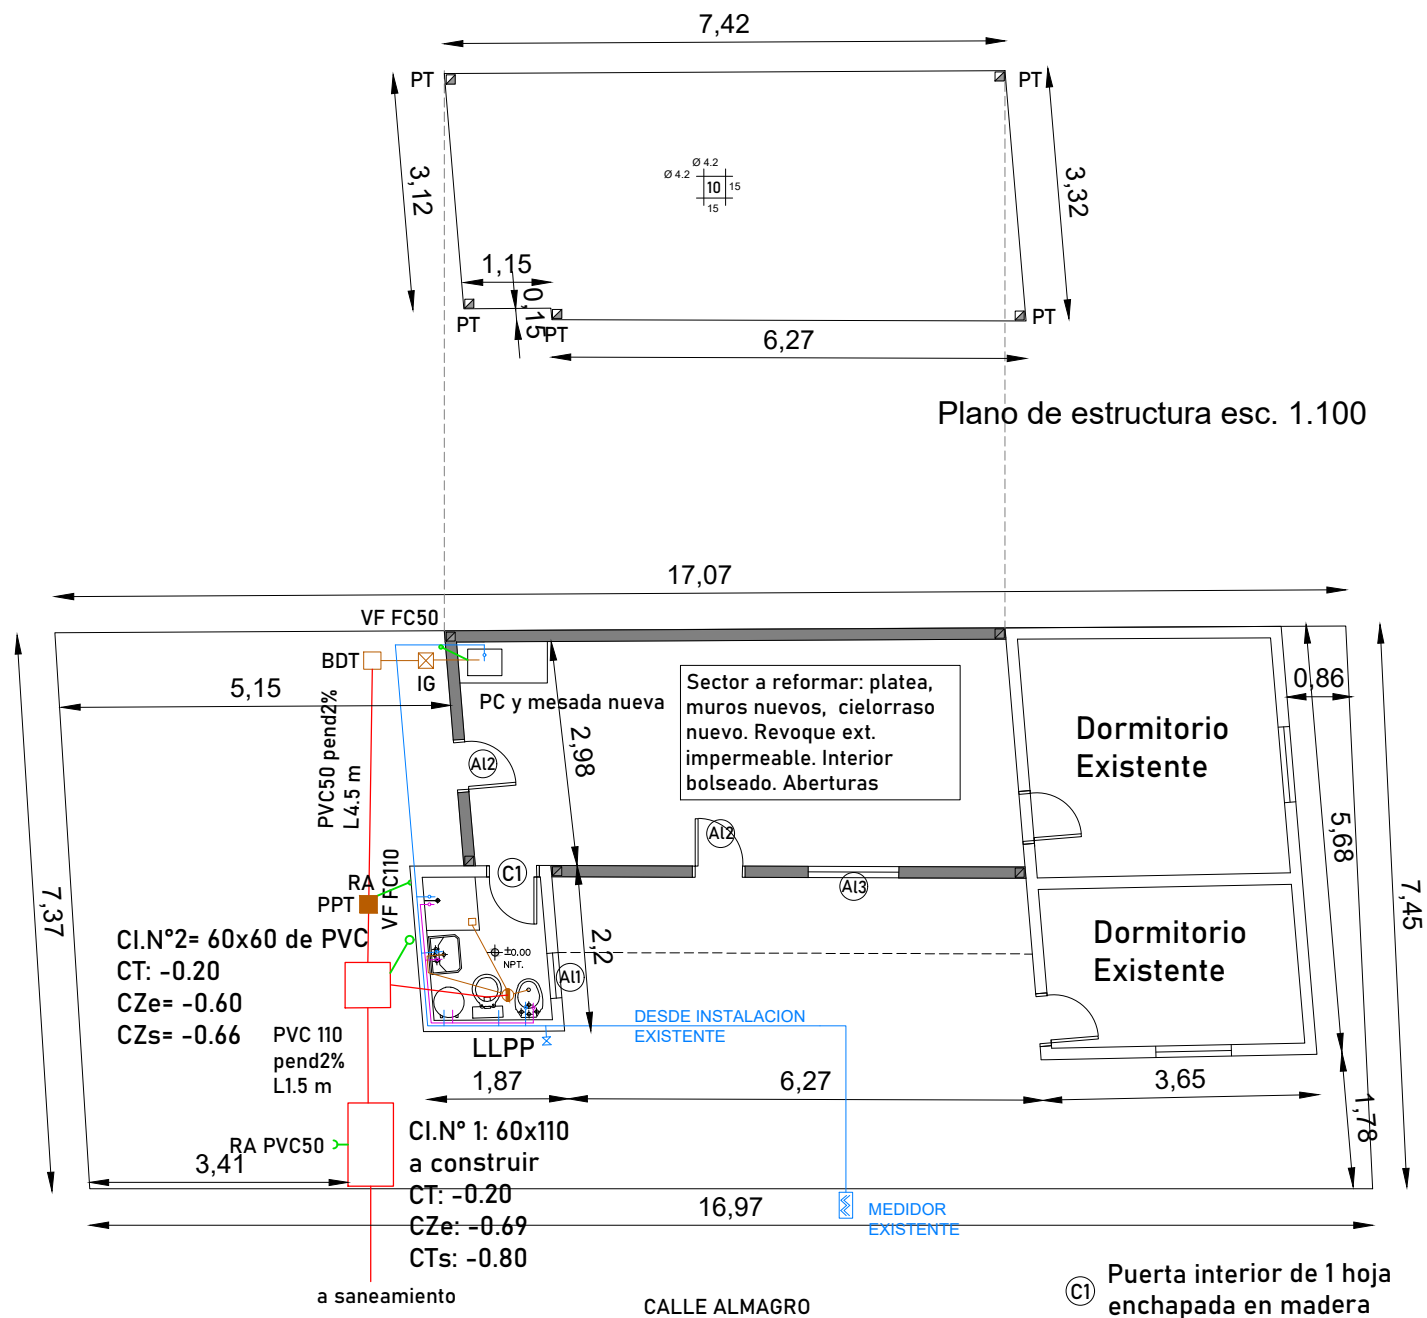 7,42
PT
PT
3,12
3,32
Ø 4.2
Ø 4.2
10
15
15
1,15
0,15
PT
PT
PT
6,27
Plano de estructura esc. 1.100
17,07
VF FC50
BDT
IG
5,15
PC y mesada nueva
Sector a reformar: platea,
muros nuevos, cielorraso
nuevo. Revoque ext.
impermeable. Interior
bolseado. Aberturas
0,86
Dormitorio
Existente
PVC50 pend2%
L4.5 m
Al2
2,98
Al2
5,68
7,37
7,45
RA
VF FC110
PPT
C1
Al3
CI.N°2= 60x60 de PVC
CT: -0.20
CZe= -0.60
CZs= -0.66
±0.00
NPT.
2,2
Al1
Dormitorio
Existente
PVC 110
pend2%
L1.5 m
LLPP
DESDE INSTALACION
EXISTENTE
1,87
6,27
3,65
1,78
RA PVC50
3,41
CI.N° 1: 60x110
a construir
CT: -0.20
CZe: -0.69
CTs: -0.80
16,97
MEDIDOR
EXISTENTE
a saneamiento
CALLE ALMAGRO
C1
Puerta interior de 1 hoja
enchapada en madera